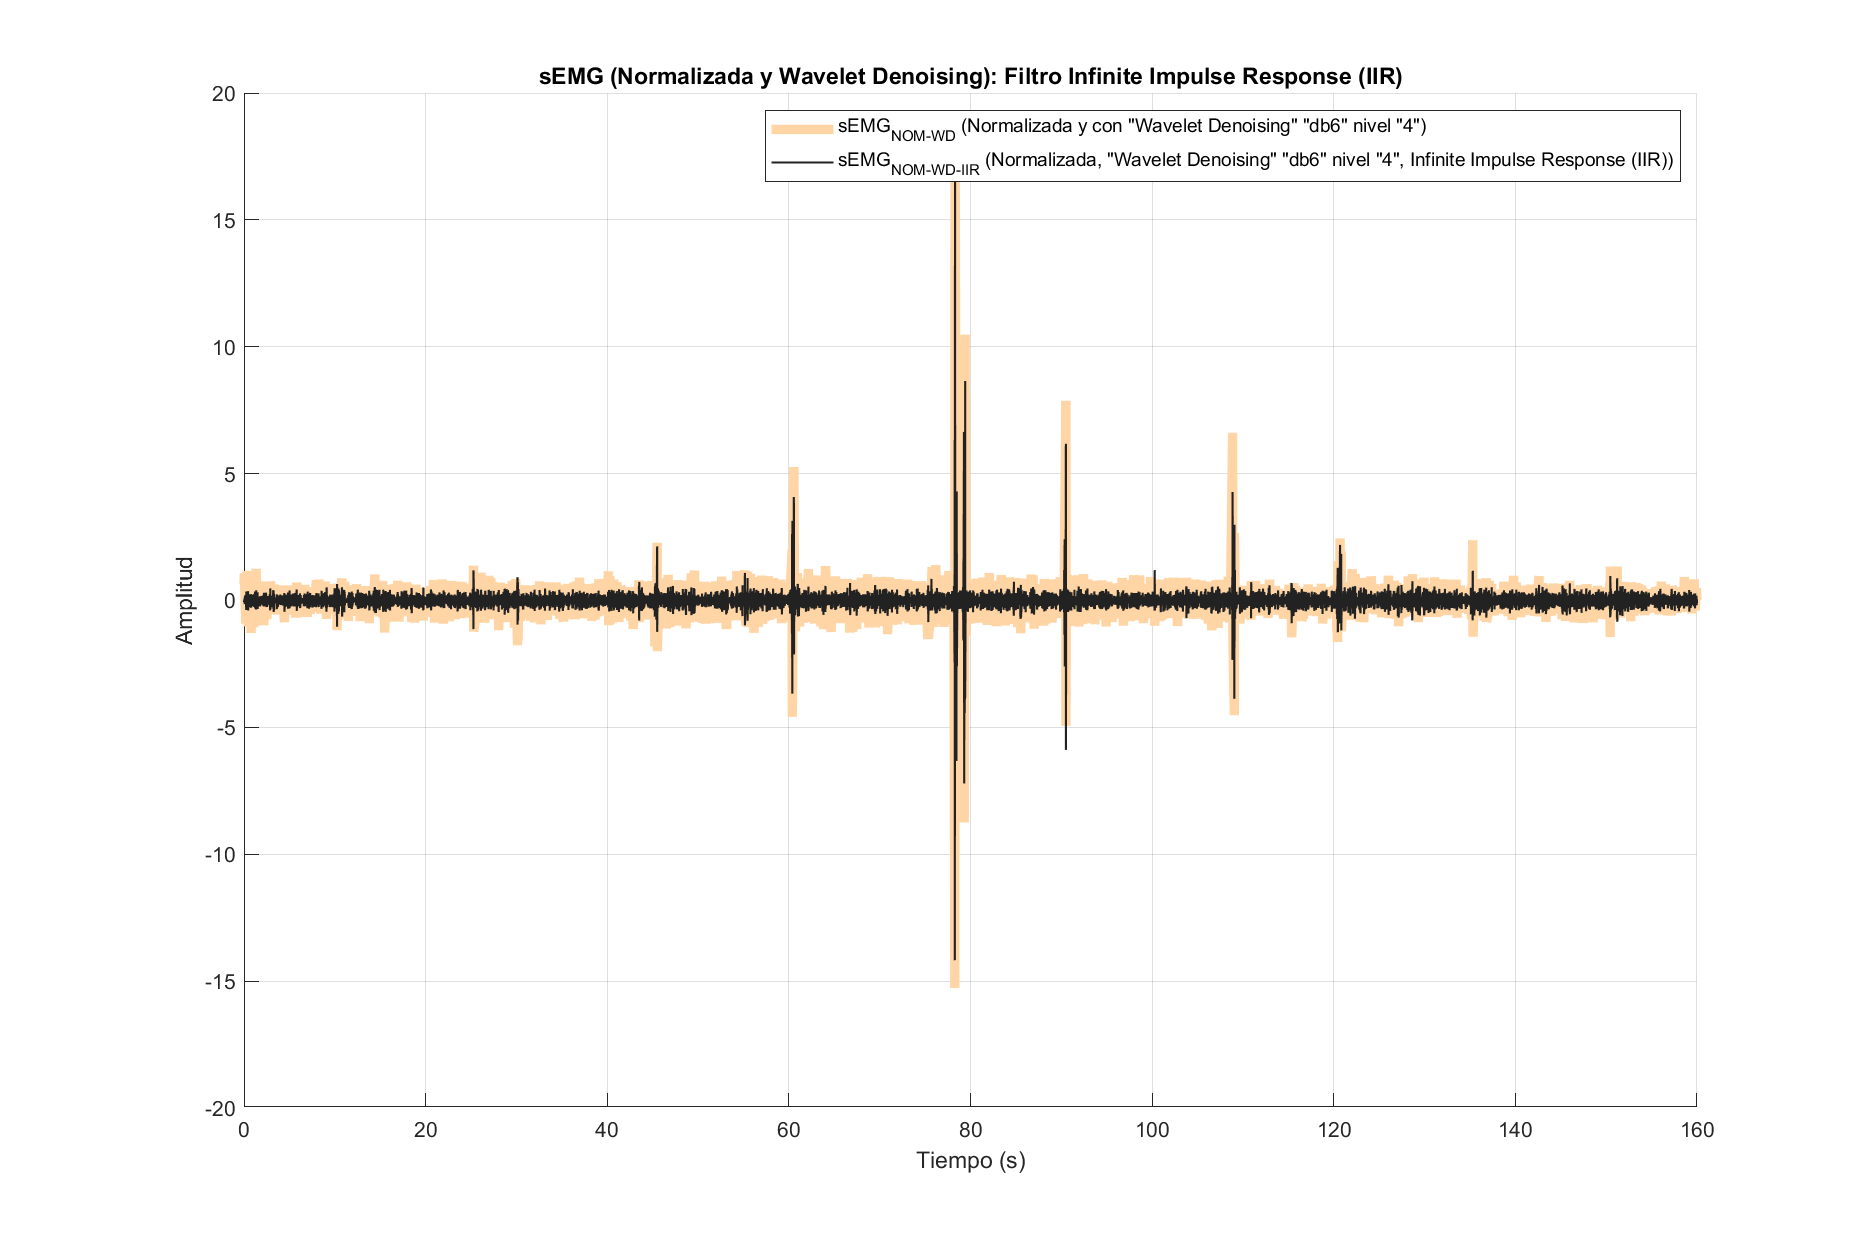 sEMG (Normalizada y Wavelet Denoising): Filtro Infinite Impulse Response (IIR)
sEMG_NOM-WD (Normalizada y con "Wavelet Denoising" "db6" nivel "4")
sEMG_NOM-WD-IIR (Normalizada, "Wavelet Denoising" "db6" nivel "4", Infinite Impulse Response (IIR))
Amplitud
20
15
10
5
0
-5
-10
-15
-20
0 20 40 60 80 100 120 140 160
Tiempo (s)